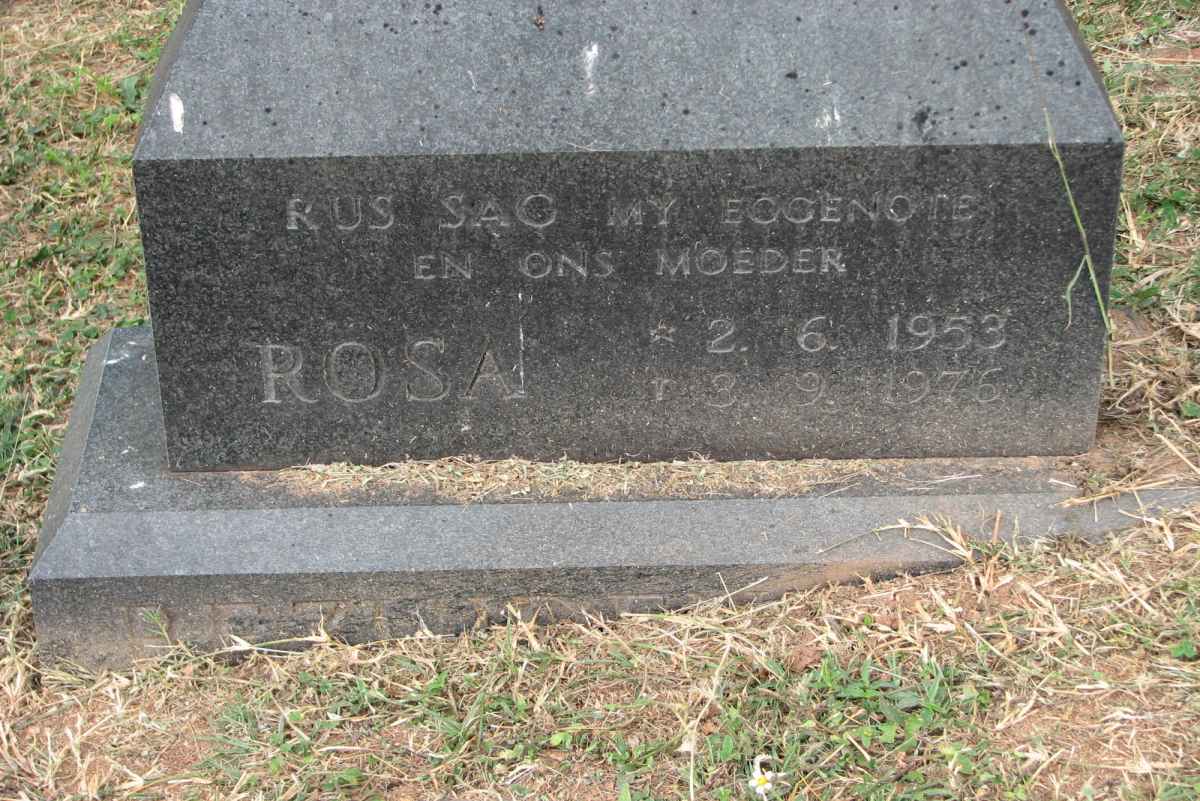 RUS SAG MY EGGENOTE
EN ONS MOEDER
ROSA
* 2. 6. 1953
† 3. 9. 1976